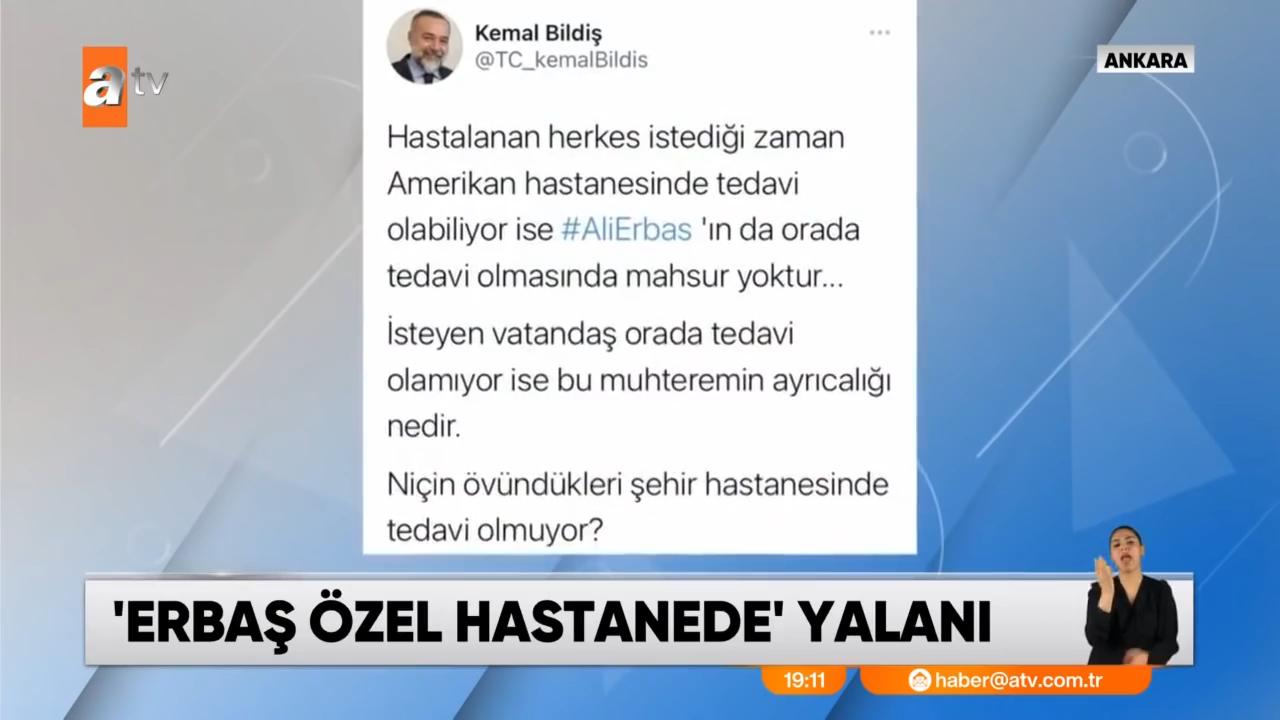 Kemal Bildiş
@TC_kemalBildis
ANKARA
atv
Hastalanan herkes istediği zaman
Amerikan hastanesinde tedavi
olabiliyor ise #AliErbas 'ın da orada
tedavi olmasında mahsur yoktur...
İsteyen vatandaş orada tedavi
olamıyor ise bu muhteremin ayrıcalığı
nedir.
Niçin övündükleri şehir hastanesinde
tedavi olmuyor?
'ERBAŞ ÖZEL HASTANEDE' YALANI
19:11
haber@atv.com.tr